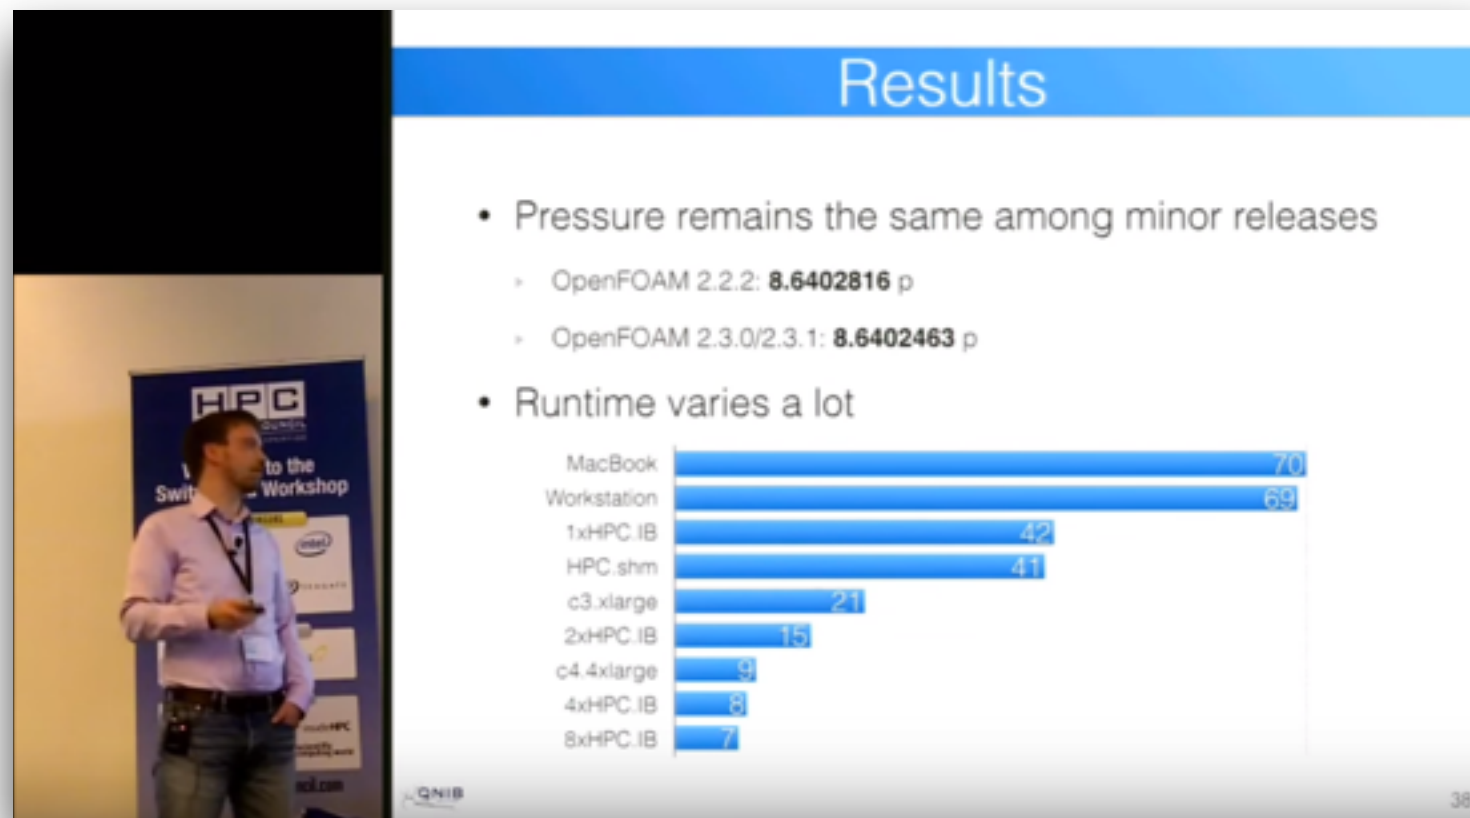 Results
• Pressure remains the same among minor releases
OpenFOAM 2.2.2: 8.6402816 p
OpenFOAM 2.3.0/2.3.1: 8.6402463 p
• Runtime varies a lot
MacBook 70
Workstation 69
1xHPC.IB 42
HPC.shm 41
c3.xlarge 21
2xHPC.IB 15
c4.4xlarge 9
4xHPC.IB 8
8xHPC.IB 7
QNIB
38
HPC
to the
Workshop
intel